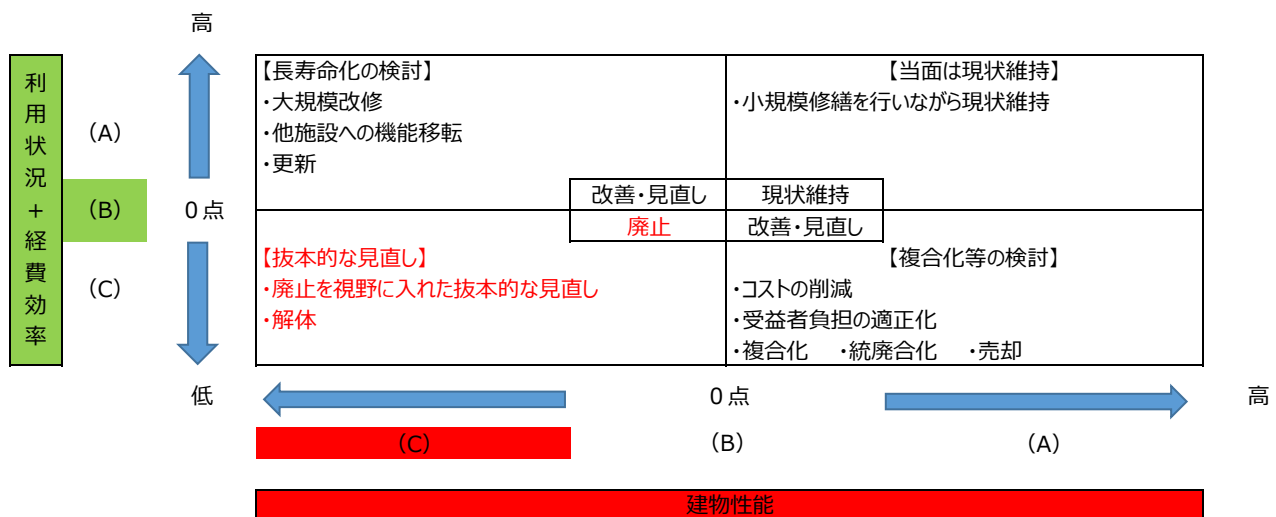 高
利用状況+経費効率
(A)
(B)
(C)
0点
低
【長寿命化の検討】
・大規模改修
・他施設への機能移転
・更新
【当面は現状維持】
・小規模修繕を行いながら現状維持
改善・見直し
現状維持
廃止
改善・見直し
【抜本的な見直し】
・廃止を視野に入れた抜本的な見直し
・解体
【複合化等の検討】
・コストの削減
・受益者負担の適正化
・複合化 ・統廃合化 ・売却
0点
高
(C)
(B)
(A)
建物性能